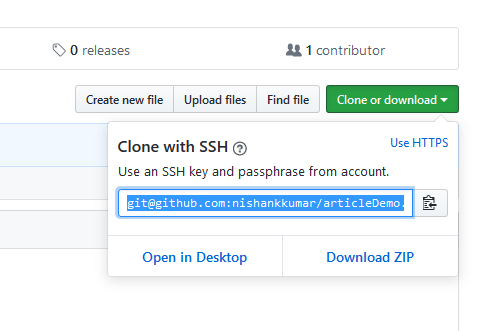 0 releases
1 contributor
Create new file
Upload files
Find file
Clone or download
Clone with SSH ?
Use HTTPS
Use an SSH key and passphrase from account.
git@github.com:nishankkumar/articleDemo.
Open in Desktop
Download ZIP